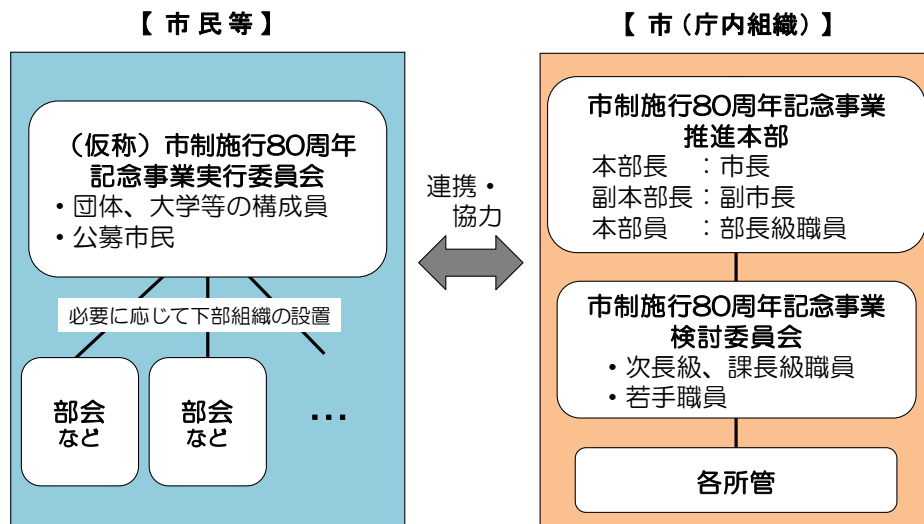 【 市 民 等 】
（仮称）市制施行80周年
記念事業実行委員会
・団体、大学等の構成員
・公募市民
必要に応じて下部組織の設置
部会
など
部会
など
…
連携・
協力
【 市（庁内組織）】
市制施行80周年記念事業
推進本部
本部長　：市長
副本部長：副市長
本部員　：部長級職員
市制施行80周年記念事業
検討委員会
・次長級、課長級職員
・若手職員
各所管